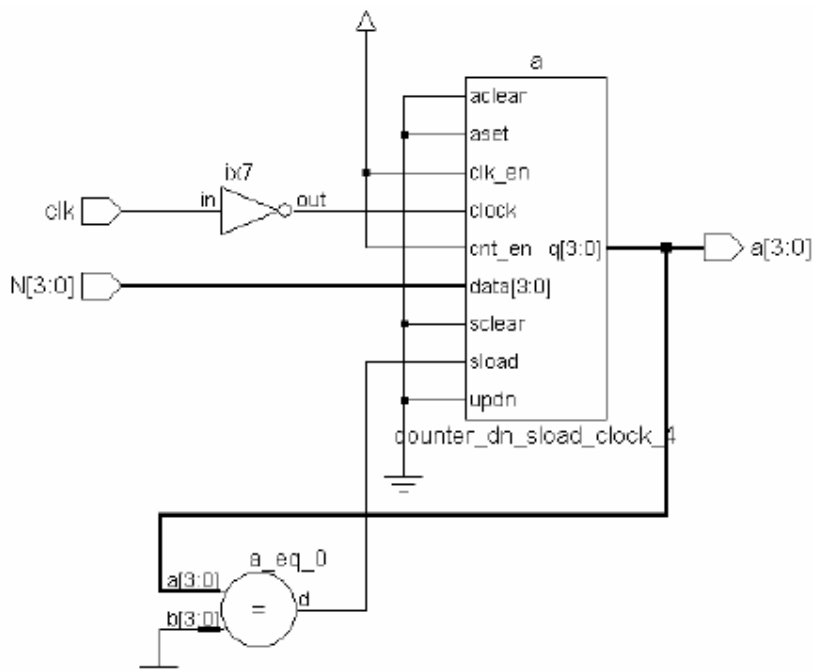 a
aclear
aset
ix7
clk_en
clk
in
out
clock
cnt_en
q[3:0]
a[3:0]
N[3:0]
data[3:0]
sclear
sload
updn
counter_dn_sload_clock_4
a_eq_0
a[3:0]
d
=
b[3:0]